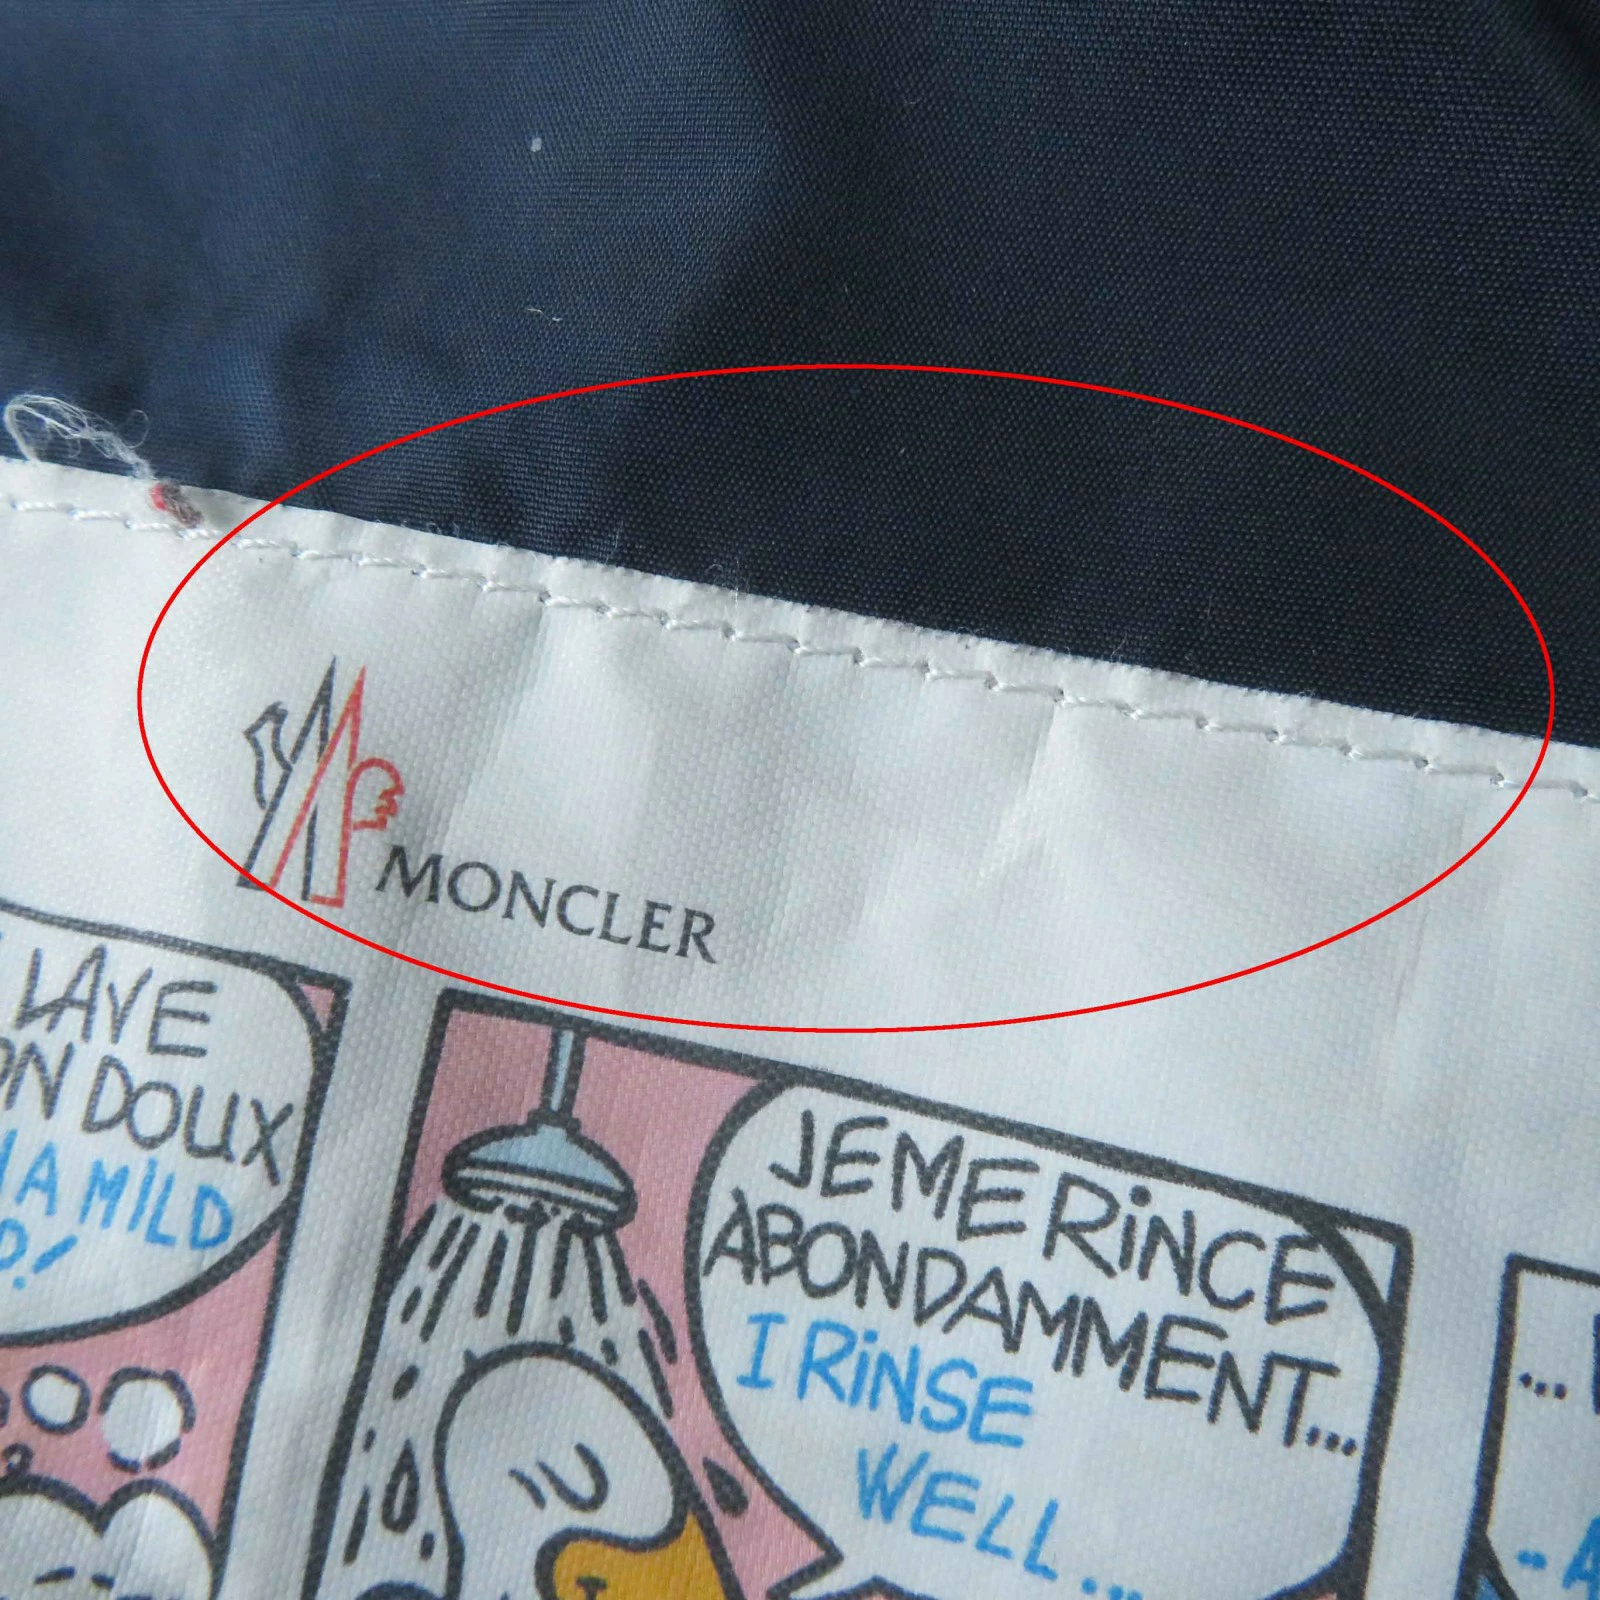 MONCLER
LAVE
ON DOUX
A MILD
JE ME RiNCE
ABONDAMMENT...
I RiNSE
WELL...